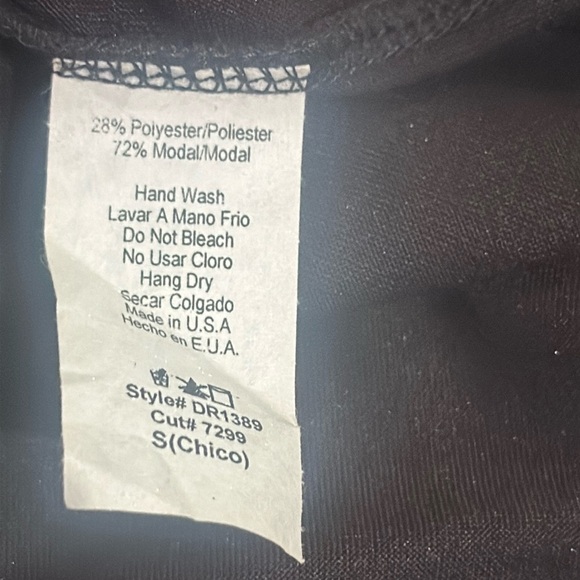 28% Polyester/Poliester
72% Modal/Modal
Hand Wash
Lavar A Mano Frio
Do Not Bleach
No Usar Cloro
Hang Dry
Secar Colgado
Made in U.S.A
Hecho en E.U.A.
Style# DR1389
Cut# 7299
S(Chico)